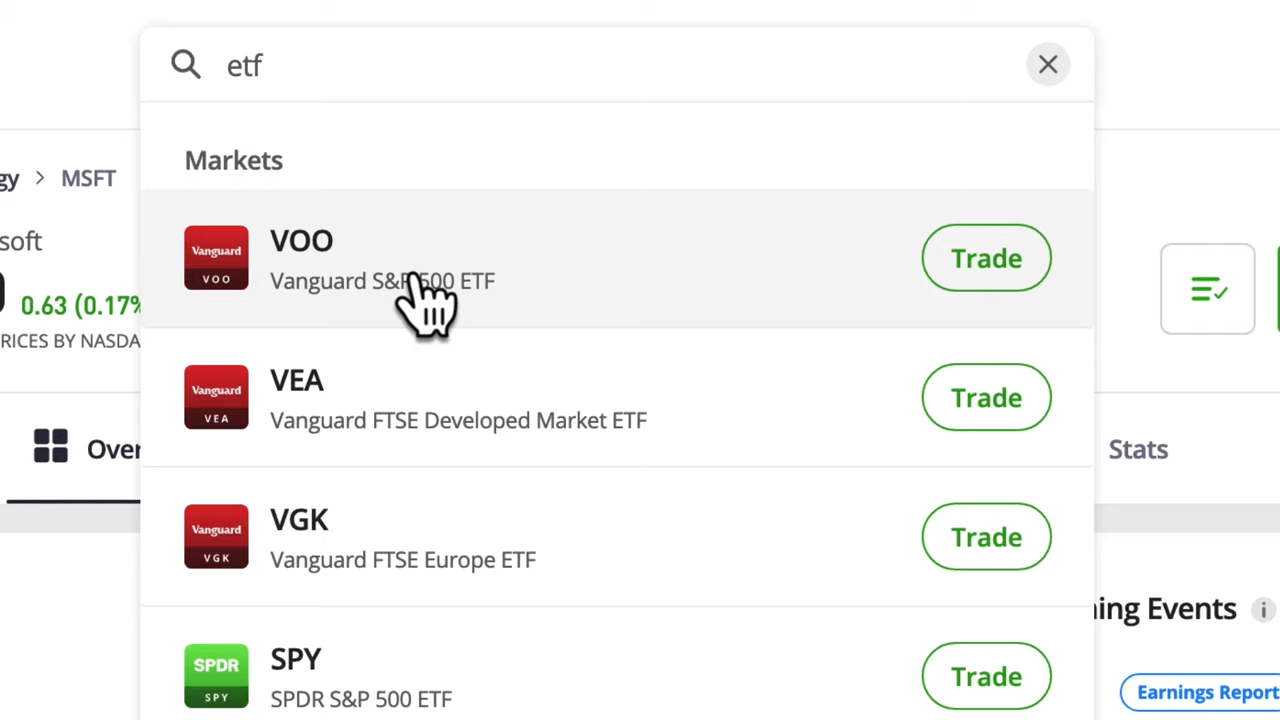 etf
Markets
gy > MSFT
soft
0.63 (0.17%
RICES BY NASDA
Over
Vanguard
VOO
VOO
Vanguard S&P 500 ETF
Trade
Vanguard
VEA
VEA
Vanguard FTSE Developed Market ETF
Trade
Vanguard
VGK
VGK
Vanguard FTSE Europe ETF
Trade
SPDR
SPY
SPY
SPDR S&P 500 ETF
Trade
Stats
ing Events
Earnings Report